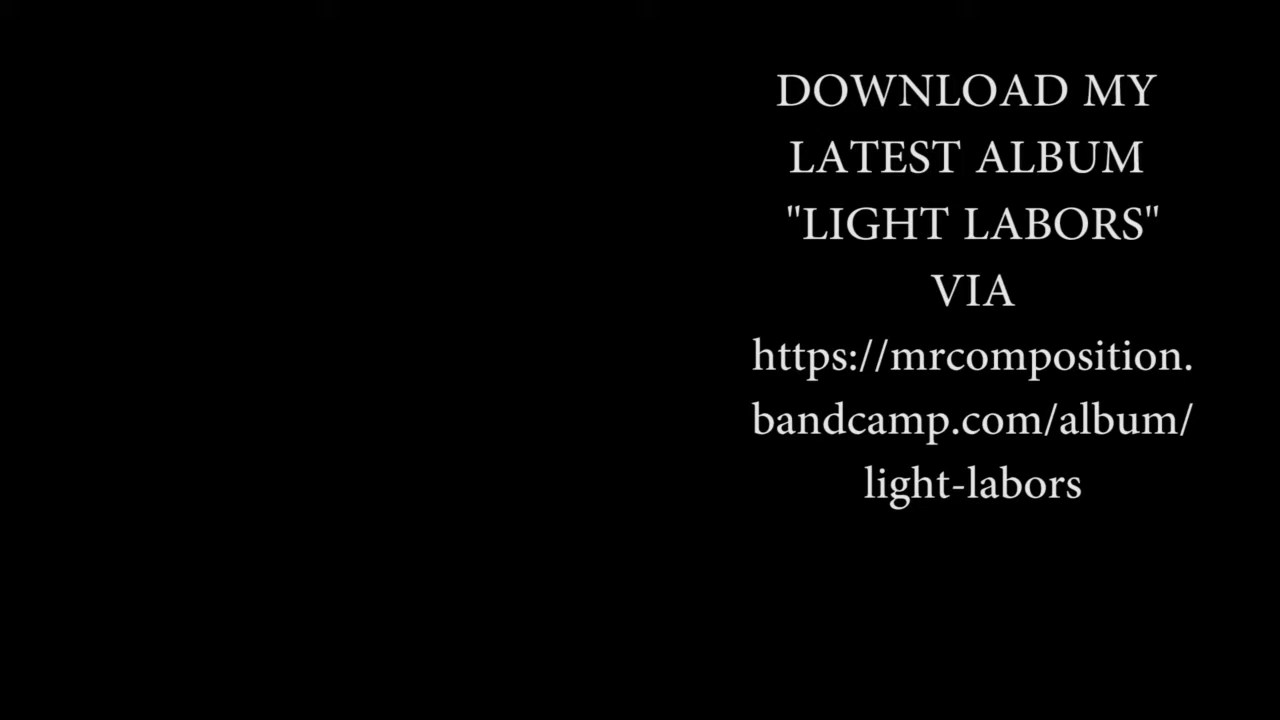 DOWNLOAD MY
LATEST ALBUM
"LIGHT LABORS"
VIA
https://mrcomposition.
bandcamp.com/album/
light-labors